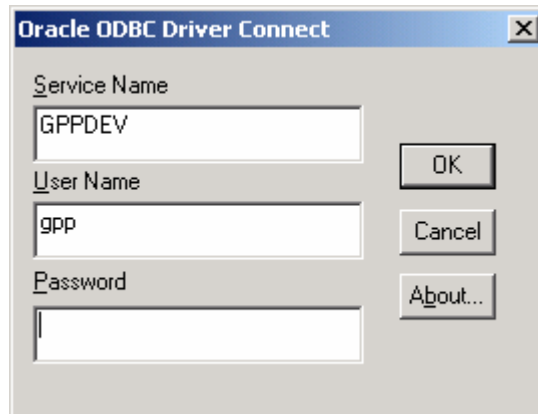 Oracle ODBC Driver Connect
Service Name
GPPDEV
OK
User Name
gpp
Cancel
Password
About...